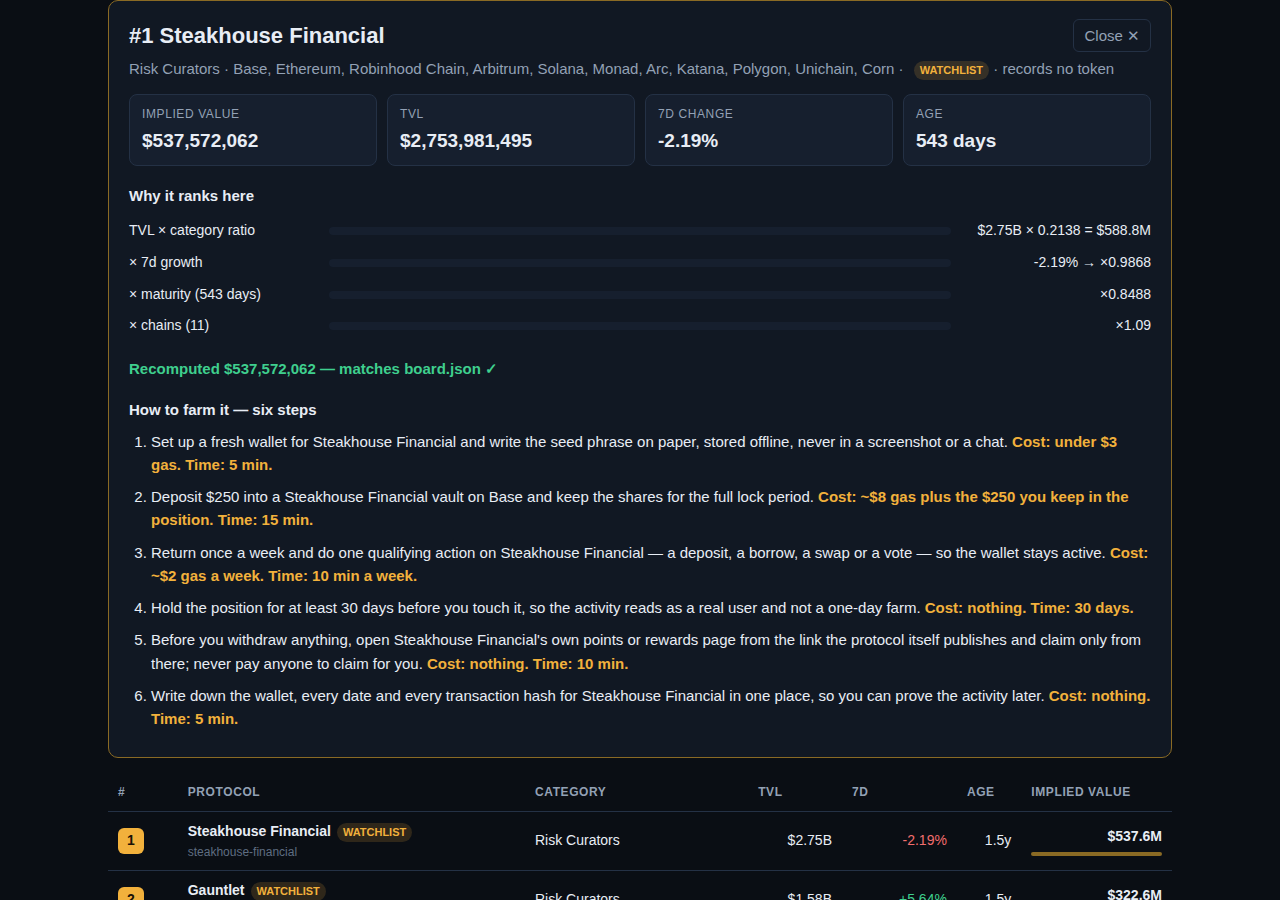 #1 Steakhouse Financial
Close ✕
Risk Curators · Base, Ethereum, Robinhood Chain, Arbitrum, Solana, Monad, Arc, Katana, Polygon, Unichain, Corn · WATCHLIST · records no token
IMPLIED VALUE
$537,572,062
TVL
$2,753,981,495
7D CHANGE
-2.19%
AGE
543 days
Why it ranks here
TVL × category ratio $2.75B × 0.2138 = $588.8M
× 7d growth -2.19% → ×0.9868
× maturity (543 days) ×0.8488
× chains (11) ×1.09
Recomputed $537,572,062 — matches board.json ✓
How to farm it — six steps
1. Set up a fresh wallet for Steakhouse Financial and write the seed phrase on paper, stored offline, never in a screenshot or a chat. Cost: under $3
gas. Time: 5 min.
2. Deposit $250 into a Steakhouse Financial vault on Base and keep the shares for the full lock period. Cost: ~$8 gas plus the $250 you keep in the
position. Time: 15 min.
3. Return once a week and do one qualifying action on Steakhouse Financial — a deposit, a borrow, a swap or a vote — so the wallet stays active. Cost:
~$2 gas a week. Time: 10 min a week.
4. Hold the position for at least 30 days before you touch it, so the activity reads as a real user and not a one-day farm. Cost: nothing. Time: 30 days.
5. Before you withdraw anything, open Steakhouse Financial's own points or rewards page from the link the protocol itself publishes and claim only from
there; never pay anyone to claim for you. Cost: nothing. Time: 10 min.
6. Write down the wallet, every date and every transaction hash for Steakhouse Financial in one place, so you can prove the activity later. Cost: nothing.
Time: 5 min.
# PROTOCOL CATEGORY TVL 7D AGE IMPLIED VALUE
1 Steakhouse Financial WATCHLIST Risk Curators $2.75B -2.19% 1.5y $537.6M
steakhouse-financial
2 Gauntlet WATCHLIST Risk Curators $1.58B +5.64% 1.5y $322.6M